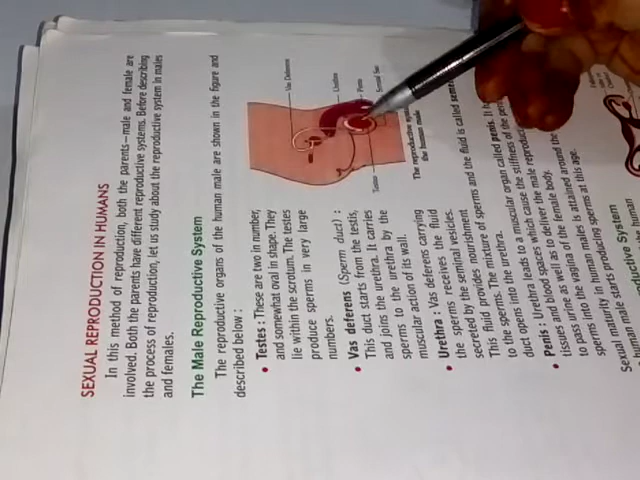 SEXUAL REPRODUCTION IN HUMANS
In this method of reproduction, both the parents—male and female are
involved. Both the parents have different reproductive systems. Before describing
the process of reproduction, let us study about the reproductive system in males
and females.
The Male Reproductive System
The reproductive organs of the human male are shown in the figure and
described below :
• Testes : These are two in number,
and somewhat oval in shape. They
lie within the scrotum. The testes
produce sperms in very large
numbers.
• Vas deferens (Sperm duct) :
This duct starts from the testis,
and joins the urethra. It carries
sperms to the urethra by the
muscular action of its wall.
Vas Deferens
Urethra
Penis
Testis
The reproductive
the human male
• Urethra : Vas deferens carrying
the sperms receives the fluid
secreted by the seminal vesicles.
This fluid provides nourishment
to the sperms. The mixture of sperms and the fluid is called
duct opens into the urethra.
• Penis : Urethra leads to a muscular organ called penis. It
tissues and blood spaces which cause the stiffness of the
to pass urine as well as to deliver the male
sperms into the vagina of the female body.
Sexual maturity in human males is attained around the
human male starts producing sperms at this age.